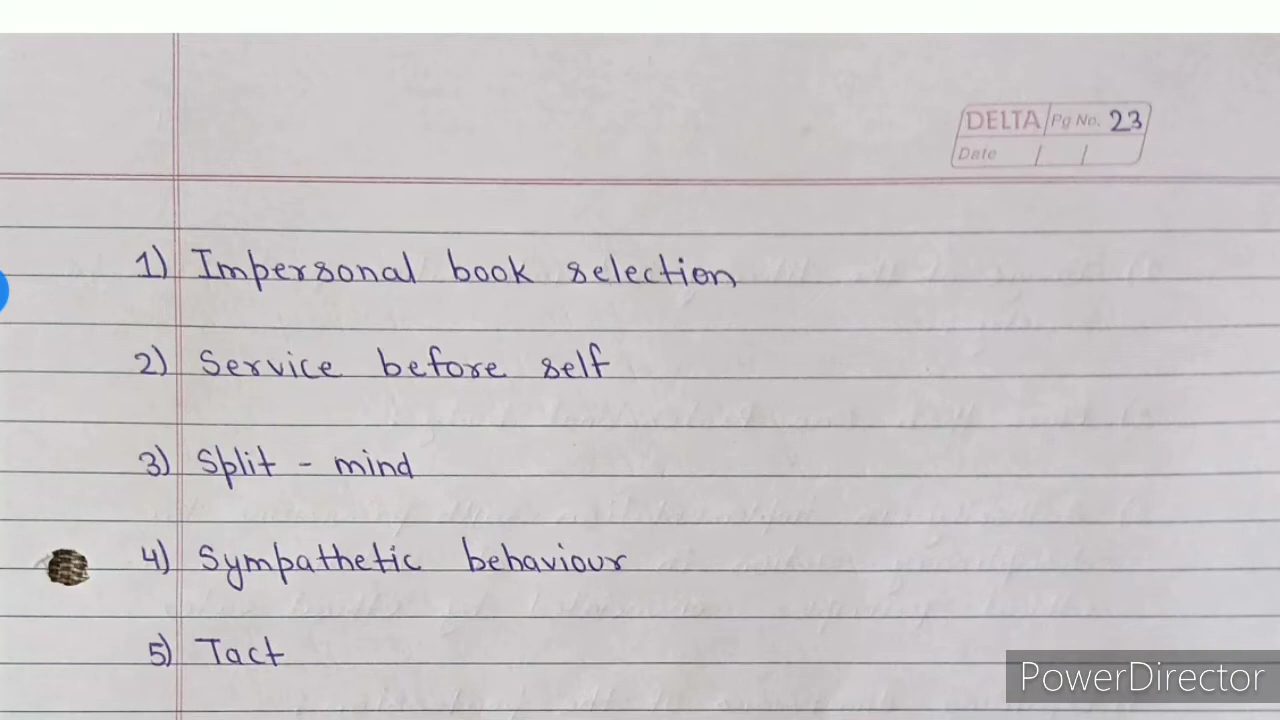 DELTA Pg No. 23
Date / /
1) Impersonal book selection
2) Service before self
3) Split - mind
4) Sympathetic behaviour
5) Tact
PowerDirector